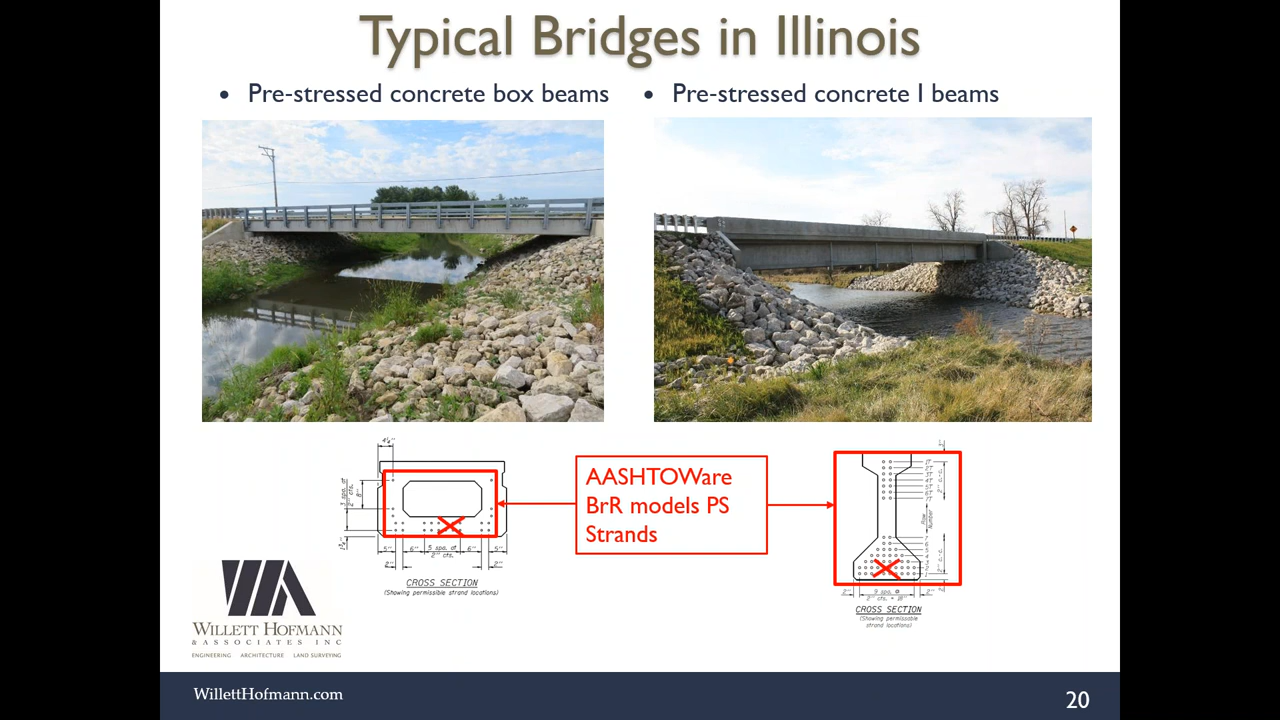 Typical Bridges in Illinois
• Pre-stressed concrete box beams
• Pre-stressed concrete I beams
AASHTOWare
BrR models PS
Strands
CROSS SECTION
(Showing permissible strand locations)
CROSS SECTION
(Showing permissable
strand locations)
WILLETT HOFMANN
& ASSOCIATES INC
ENGINEERING ARCHITECTURE LAND SURVEYING
WillettHofmann.com
20